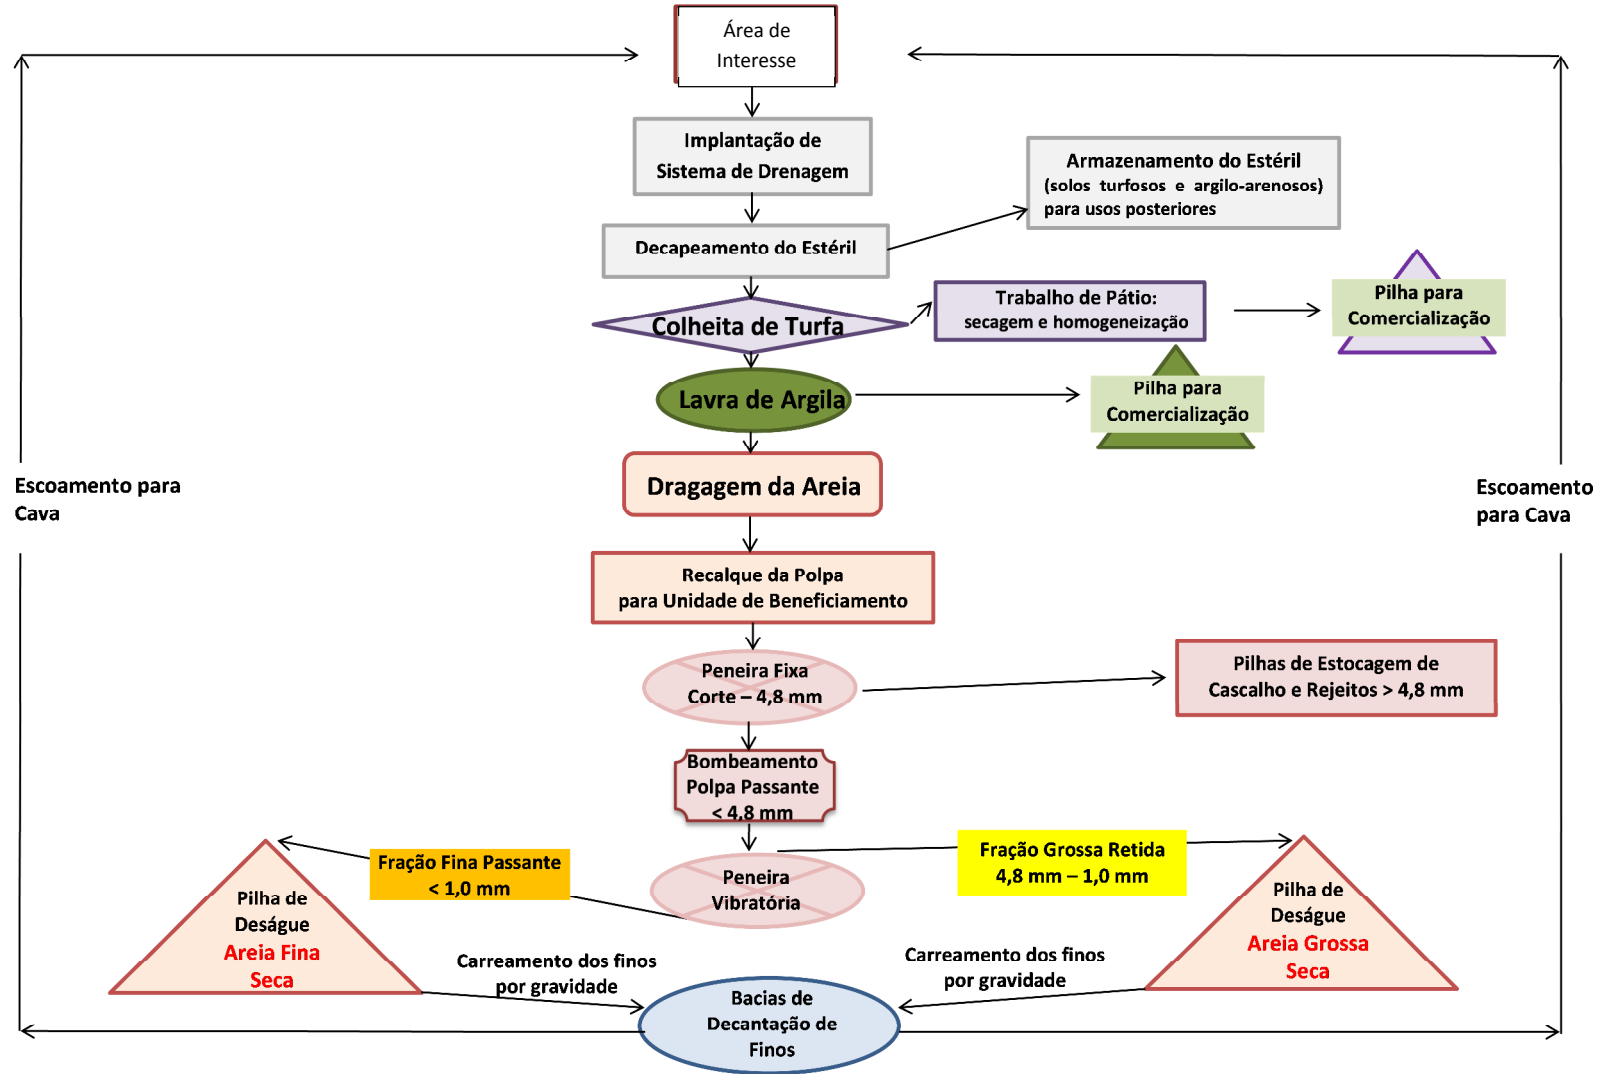 Área de
Interesse
Implantação de
Sistema de Drenagem
Armazenamento do Estéril
(solos turfosos e argilo-arenosos)
para usos posteriores
Decapeamento do Estéril
Colheita de Turfa
Trabalho de Pátio:
secagem e homogeneização
Pilha para
Comercialização
Lavra de Argila
Pilha para
Comercialização
Dragagem da Areia
Escoamento para
Cava
Escoamento
para Cava
Recalque da Polpa
para Unidade de Beneficiamento
Peneira Fixa
Corte – 4,8 mm
Pilhas de Estocagem de
Cascalho e Rejeitos > 4,8 mm
Bombeamento
Polpa Passante
< 4,8 mm
Fração Fina Passante
< 1,0 mm
Peneira
Vibratória
Fração Grossa Retida
4,8 mm – 1,0 mm
Pilha de
Deságue
Areia Fina
Seca
Pilha de
Deságue
Areia Grossa
Seca
Carreamento dos finos
por gravidade
Carreamento dos finos
por gravidade
Bacias de
Decantação de
Finos